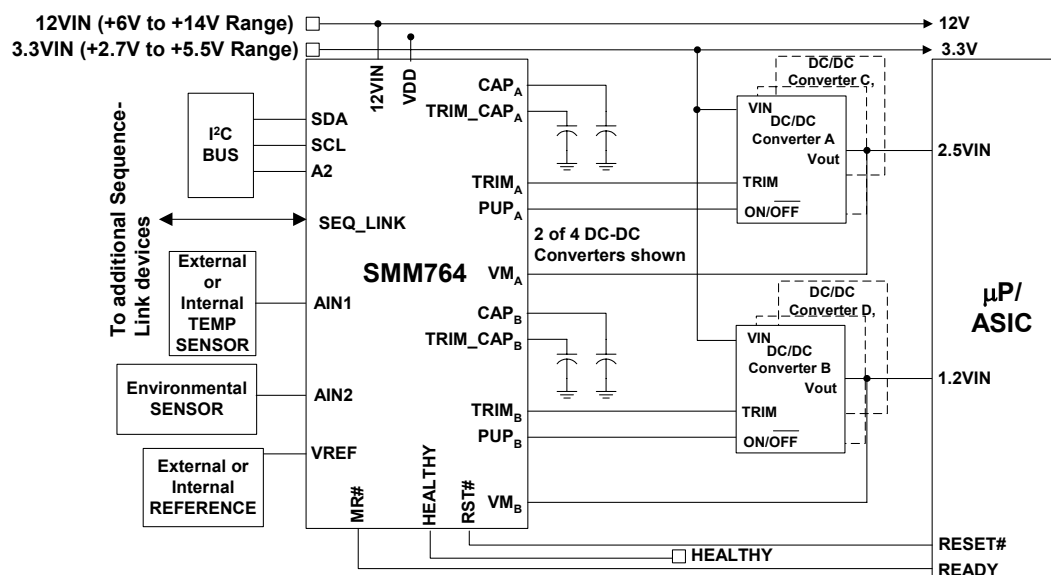 12VIN (+6V to +14V Range)
12V
3.3VIN (+2.7V to +5.5V Range)
3.3V
12VIN
VDD
I²C
BUS
SDA
SCL
A2
To additional Sequence-
Link devices
SEQ_LINK
External
or
Internal
TEMP
SENSOR
AIN1
Environmental
SENSOR
AIN2
External or
Internal
REFERENCE
VREF
SMM764
MR#
HEALTHY
RST#
CAPA
TRIM_CAPA
TRIMA
PUPA
2 of 4 DC-DC
Converters shown
VMA
CAPB
TRIM_CAPB
TRIMB
PUPB
VMB
DC/DC
Converter C,
VIN
DC/DC
Converter A
Vout
TRIM
ON/OFF
DC/DC
Converter D,
VIN
DC/DC
Converter B
Vout
TRIM
ON/OFF
2.5VIN
µP/
ASIC
1.2VIN
RESET#
HEALTHY
READY